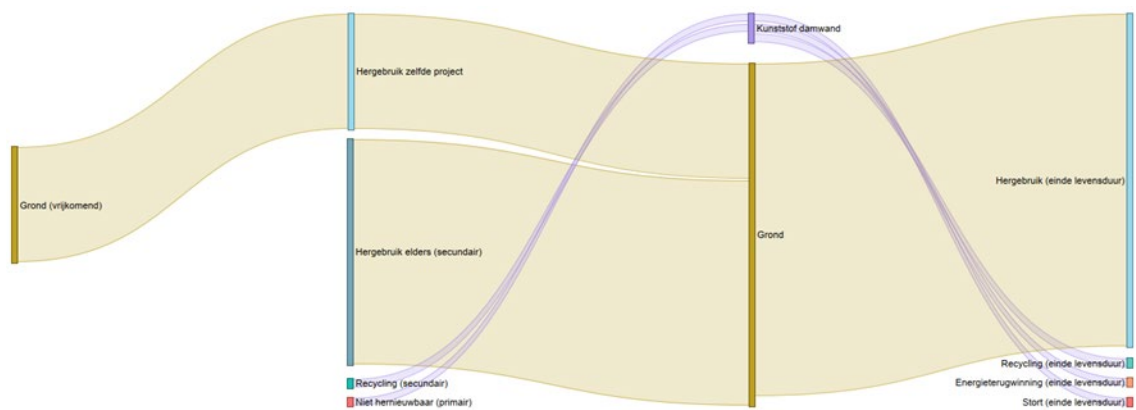 Grond (vrijkomend)
Hergebruik zelfde project
Hergebruik elders (secundair)
Recycling (secundair)
Niet hernieuwbaar (primair)
Kunststof damwand
Grond
Hergebruik (einde levensduur)
Recycling (einde levensduur)
Energieterugwinning (einde levensduur)
Stort (einde levensduur)